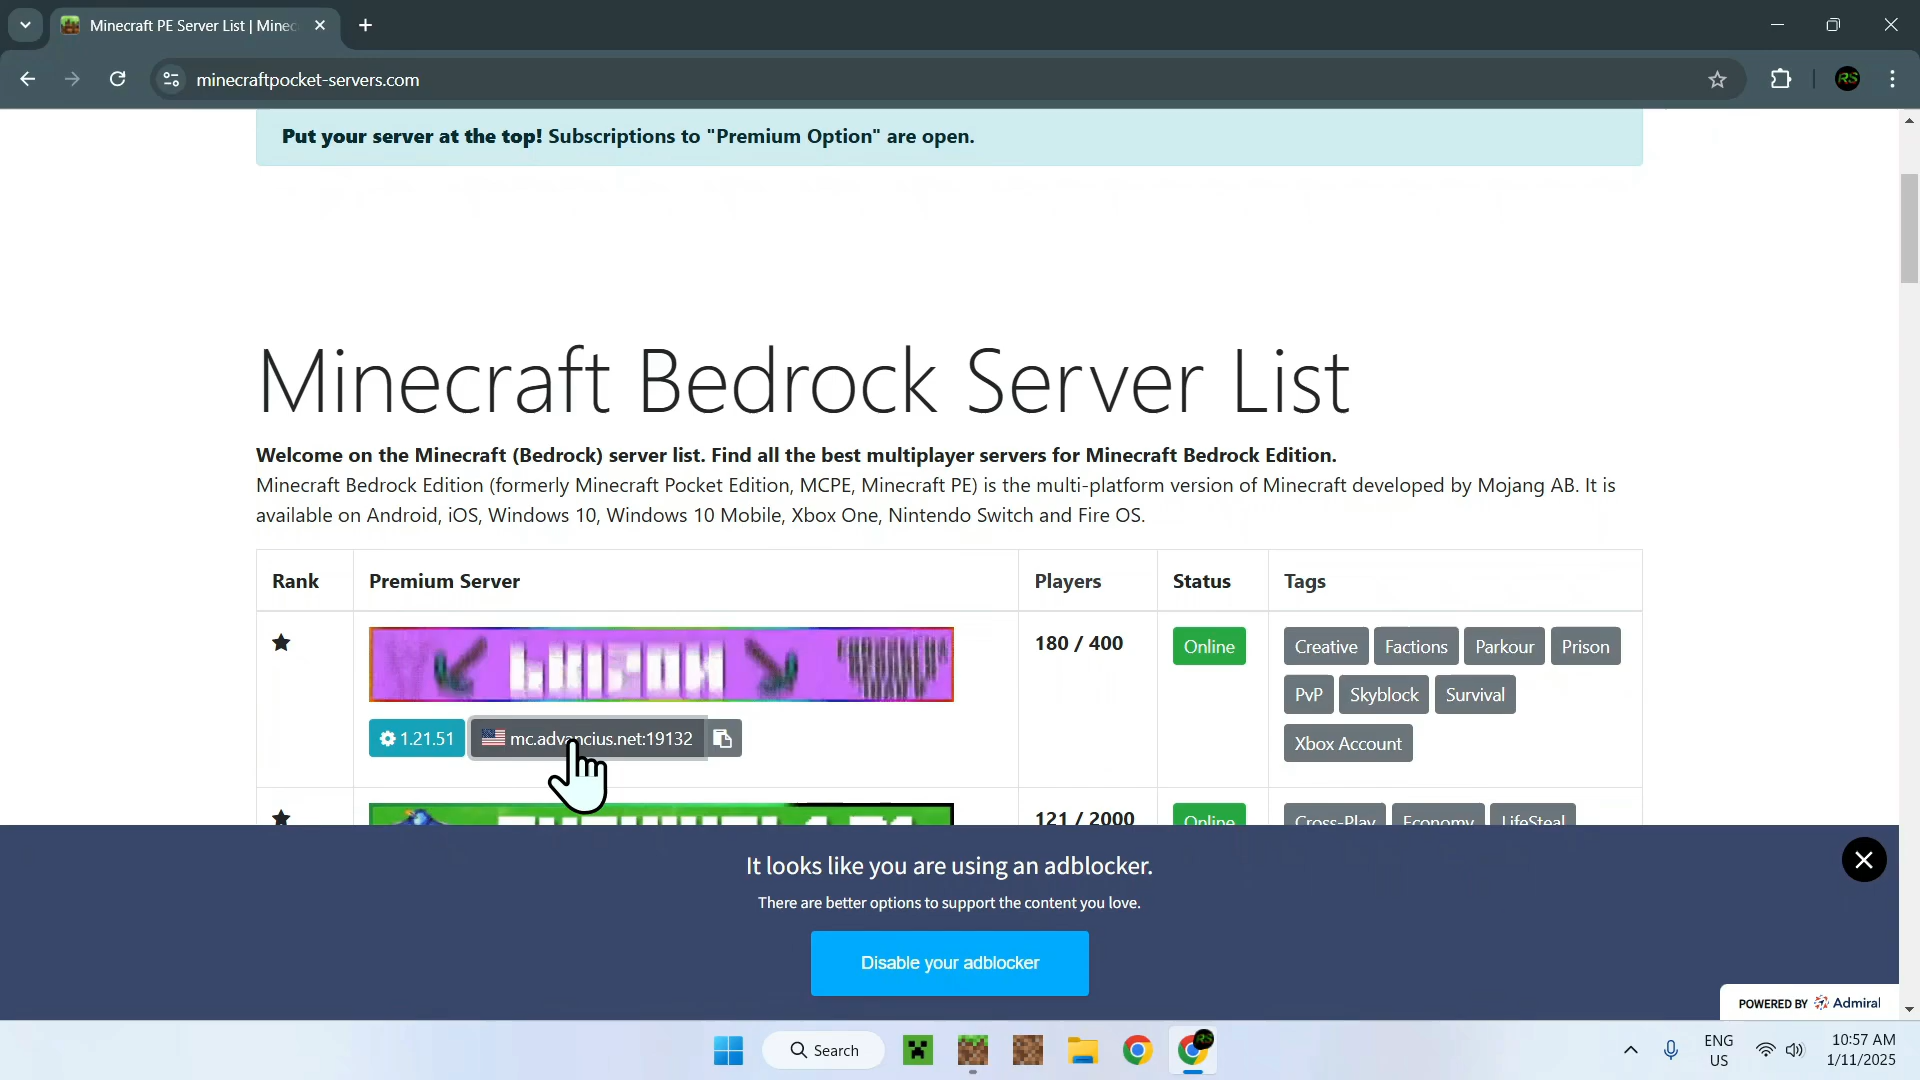 Minecraft PE Server List | Minec
minecraftpocket-servers.com
RS
Put your server at the top! Subscriptions to "Premium Option" are open.
Minecraft Bedrock Server List
Welcome on the Minecraft (Bedrock) server list. Find all the best multiplayer servers for Minecraft Bedrock Edition.
Minecraft Bedrock Edition (formerly Minecraft Pocket Edition, MCPE, Minecraft PE) is the multi-platform version of Minecraft developed by Mojang AB. It is
available on Android, iOS, Windows 10, Windows 10 Mobile, Xbox One, Nintendo Switch and Fire OS.
Rank Premium Server Players Status Tags
180 / 400 Online Creative Factions Parkour Prison
PvP Skyblock Survival
1.21.51 mc.advancius.net:19132 Xbox Account
121 / 2000 Online Cross-Play Economy LifeSteal
It looks like you are using an adblocker.
There are better options to support the content you love.
Disable your adblocker
POWERED BY Admiral
Search
RS
ENG
US
10:57 AM
1/11/2025